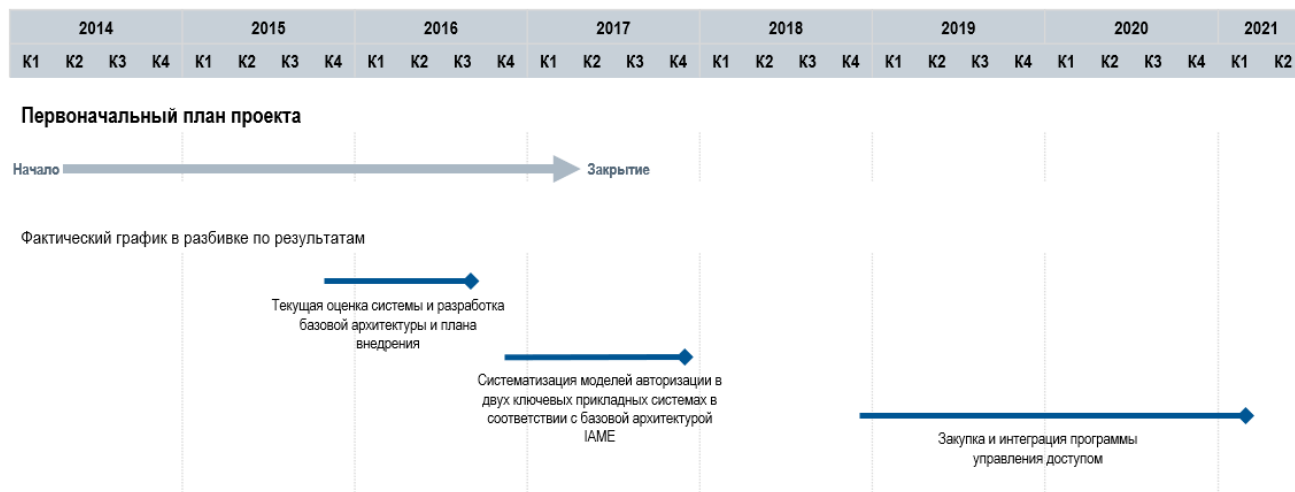 2014 2015 2016 2017 2018 2019 2020 2021
К1 К2 К3 К4 К1 К2 К3 К4 К1 К2 К3 К4 К1 К2 К3 К4 К1 К2 К3 К4 К1 К2 К3 К4 К1 К2 К3 К4 К1 К2
Первоначальный план проекта
Начало Закрытие
Фактический график в разбивке по результатам
Текущая оценка системы и разработка
базовой архитектуры и плана
внедрения
Систематизация моделей авторизации в
двух ключевых прикладных системах в
соответствии с базовой архитектурой
IAME
Закупка и интеграция программы
управления доступом